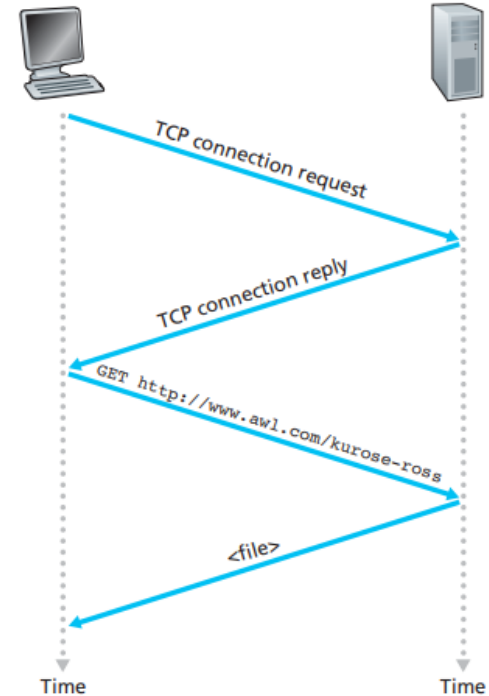 TCP connection request
TCP connection reply
GET http://www.awl.com/kurose-ross
<file>
Time
Time